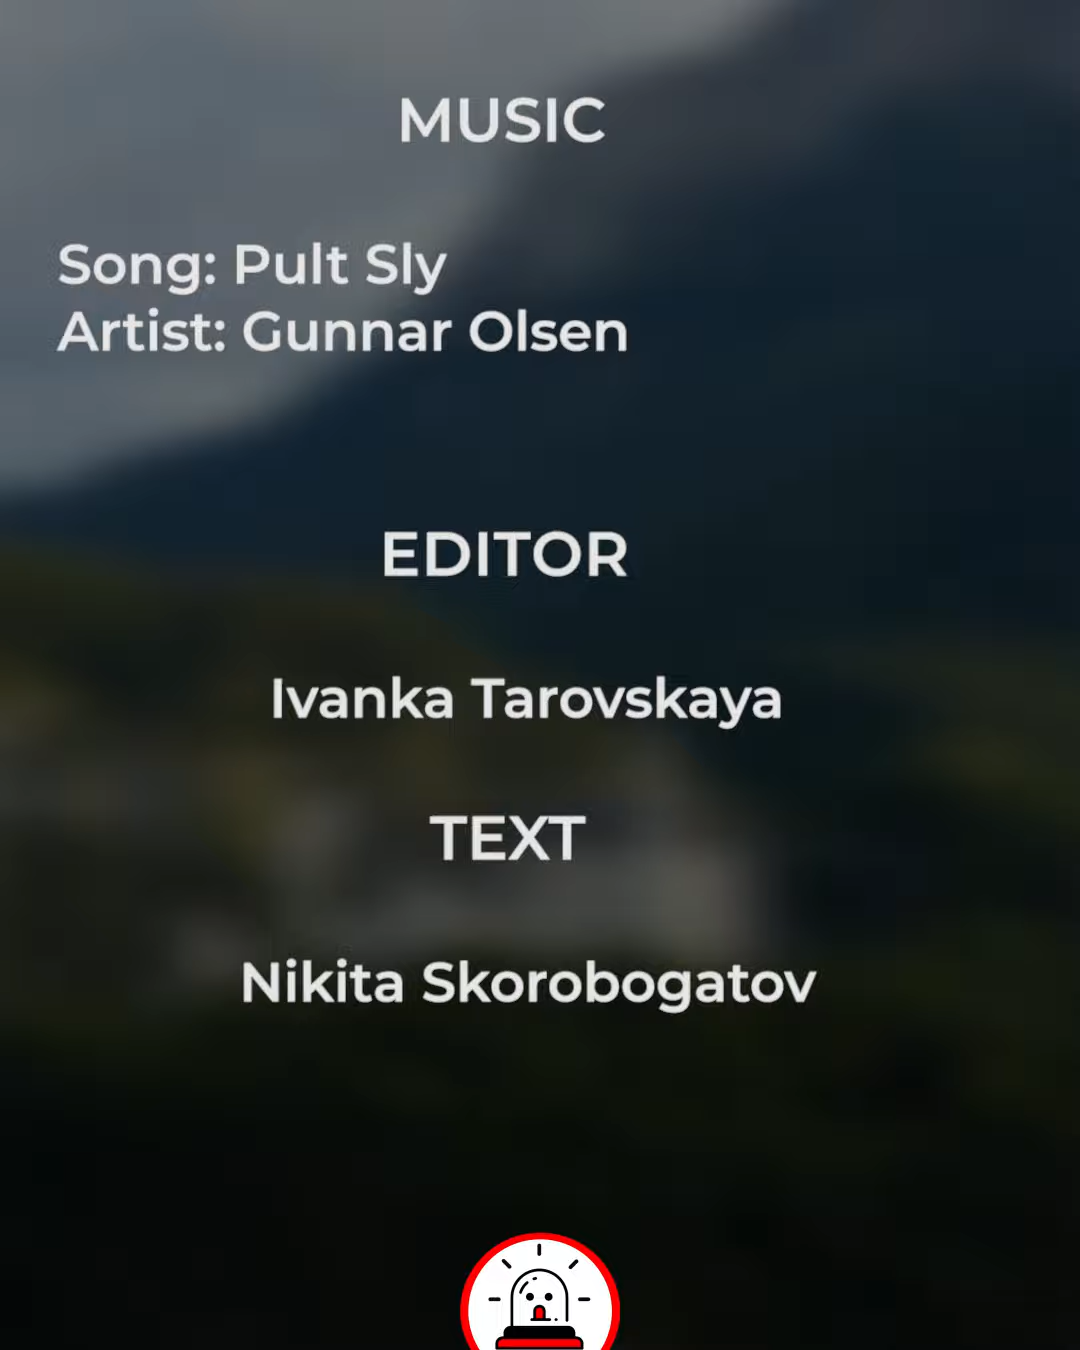 MUSIC
Song: Pult Sly
Artist: Gunnar Olsen
EDITOR
Ivanka Tarovskaya
TEXT
Nikita Skorobogatov